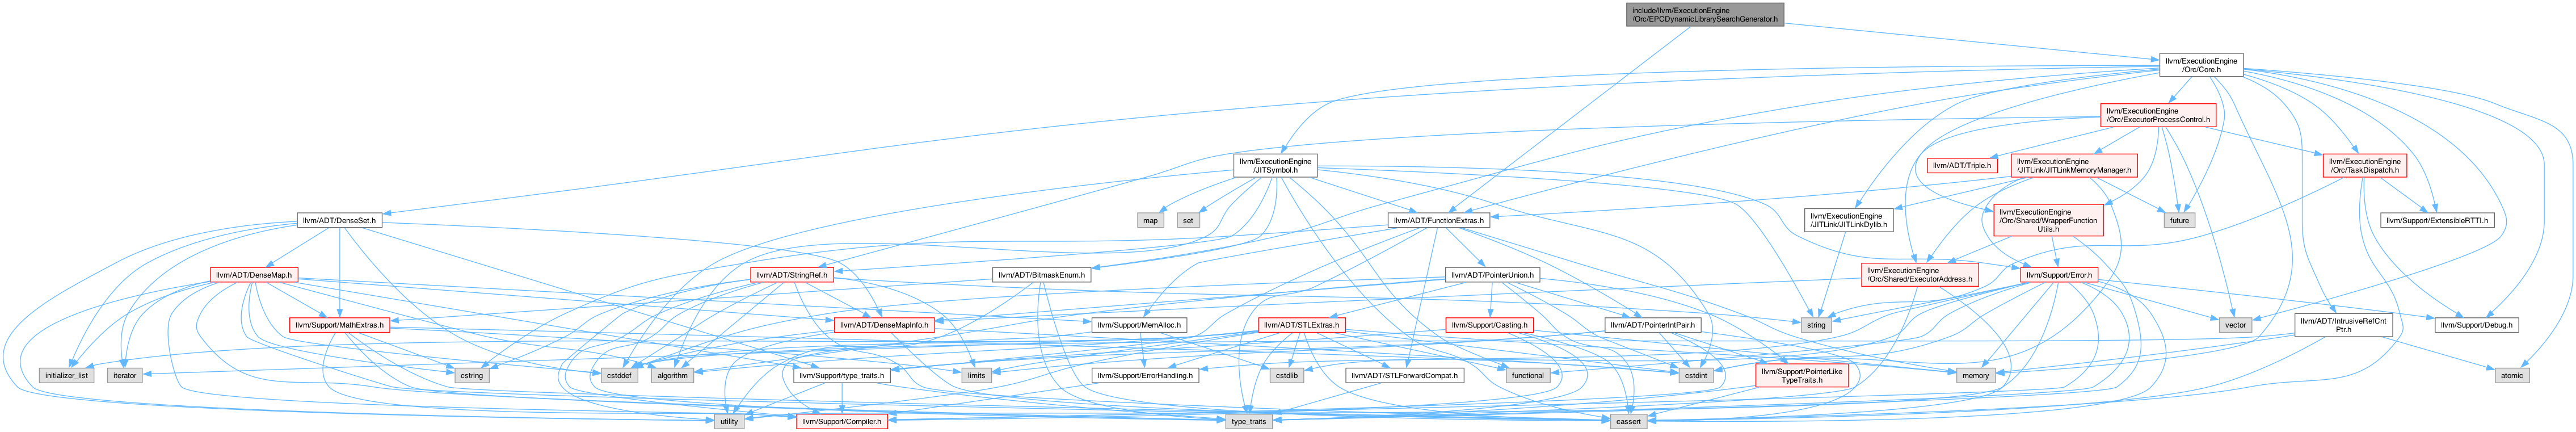 include/llvm/ExecutionEngine
/Orc/EPCDynamicLibrarySearchGenerator.h
llvm/ExecutionEngine
/Orc/Core.h
llvm/ExecutionEngine
/Orc/ExecutorProcessControl.h
llvm/ExecutionEngine
/JITSymbol.h
llvm/ADT/Triple.h
llvm/ExecutionEngine
/JITLink/JITLinkMemoryManager.h
llvm/ExecutionEngine
/Orc/TaskDispatch.h
llvm/ADT/DenseSet.h
map
set
llvm/ADT/FunctionExtras.h
llvm/ExecutionEngine
/JITLink/JITLinkDylib.h
llvm/ExecutionEngine
/Orc/Shared/WrapperFunction
Utils.h
future
llvm/Support/ExtensibleRTTI.h
llvm/ADT/DenseMap.h
llvm/ADT/StringRef.h
llvm/ADT/BitmaskEnum.h
llvm/ADT/PointerUnion.h
llvm/ExecutionEngine
/Orc/Shared/ExecutorAddress.h
llvm/Support/Error.h
llvm/Support/MathExtras.h
llvm/Support/MemAlloc.h
llvm/ADT/DenseMapInfo.h
llvm/ADT/STLExtras.h
llvm/Support/Casting.h
llvm/ADT/PointerIntPair.h
string
vector
llvm/ADT/IntrusiveRefCnt
Ptr.h
llvm/Support/Debug.h
initializer_list
iterator
cstring
cstddef
algorithm
llvm/Support/type_traits.h
limits
llvm/Support/ErrorHandling.h
cstdlib
llvm/ADT/STLForwardCompat.h
functional
cstdint
llvm/Support/PointerLike
TypeTraits.h
memory
atomic
utility
llvm/Support/Compiler.h
type_traits
cassert